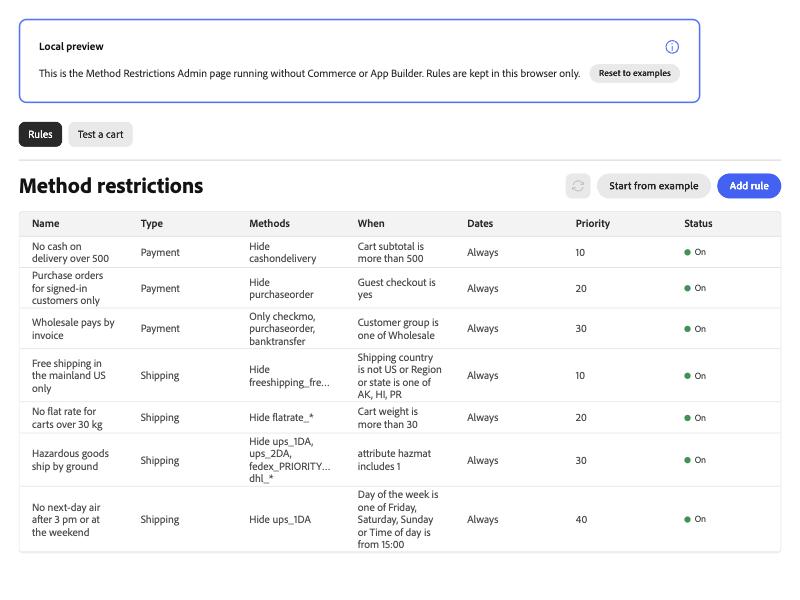 Local preview
This is the Method Restrictions Admin page running without Commerce or App Builder. Rules are kept in this browser only.
Reset to examples
Rules
Test a cart
Method restrictions
Start from example
Add rule
Name
Type
Methods
When
Dates
Priority
Status
No cash on
delivery over 500
Payment
Hide
cashondelivery
Cart subtotal is
more than 500
Always
10
On
Purchase orders
for signed-in
customers only
Payment
Hide
purchaseorder
Guest checkout is
yes
Always
20
On
Wholesale pays by
invoice
Payment
Only checkmo,
purchaseorder,
banktransfer
Customer group is
one of Wholesale
Always
30
On
Free shipping in
the mainland US
only
Shipping
Hide
freeshipping_fre...
Shipping country
is not US or Region
or state is one of
AK, HI, PR
Always
10
On
No flat rate for
carts over 30 kg
Shipping
Hide flatrate_*
Cart weight is
more than 30
Always
20
On
Hazardous goods
ship by ground
Shipping
Hide ups_1DA,
ups_2DA,
fedex_PRIORITY...
dhl_*
attribute hazmat
includes 1
Always
30
On
No next-day air
after 3 pm or at
the weekend
Shipping
Hide ups_1DA
Day of the week is
one of Friday,
Saturday, Sunday
or Time of day is
from 15:00
Always
40
On